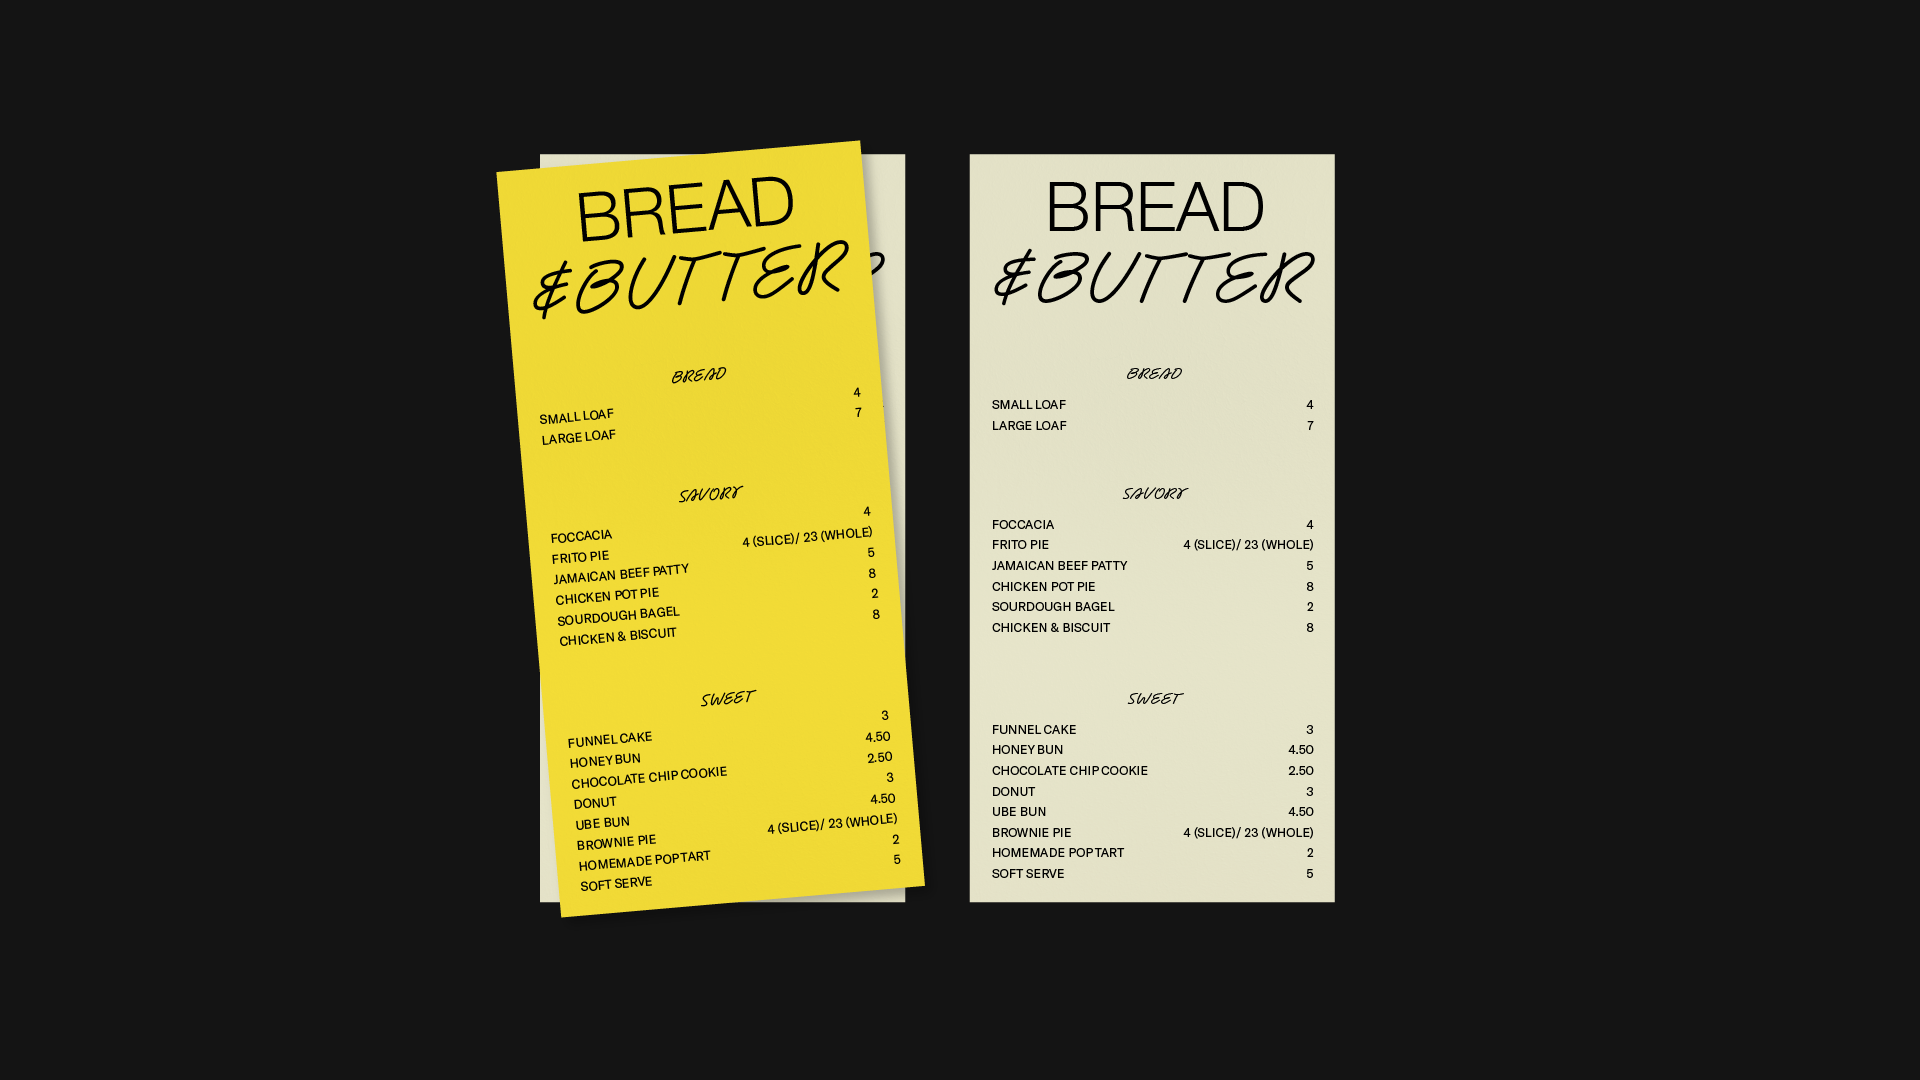 BREAD
&BUTTER
BREAD
SMALL LOAF 4
LARGE LOAF 7
SAVORY
FOCCACIA 4
FRITO PIE 4 (SLICE)/ 23 (WHOLE)
JAMAICAN BEEF PATTY 5
CHICKEN POT PIE 8
SOURDOUGH BAGEL 2
CHICKEN & BISCUIT 8
SWEET
FUNNEL CAKE 3
HONEY BUN 4.50
CHOCOLATE CHIP COOKIE 2.50
DONUT 3
UBE BUN 4.50
BROWNIE PIE 4 (SLICE)/ 23 (WHOLE)
HOMEMADE POPTART 2
SOFT SERVE 5
BREAD
&BUTTER
BREAD
SMALL LOAF 4
LARGE LOAF 7
SAVORY
FOCCACIA 4
FRITO PIE 4 (SLICE)/ 23 (WHOLE)
JAMAICAN BEEF PATTY 5
CHICKEN POT PIE 8
SOURDOUGH BAGEL 2
CHICKEN & BISCUIT 8
SWEET
FUNNEL CAKE 3
HONEY BUN 4.50
CHOCOLATE CHIP COOKIE 2.50
DONUT 3
UBE BUN 4.50
BROWNIE PIE 4 (SLICE)/ 23 (WHOLE)
HOMEMADE POPTART 2
SOFT SERVE 5